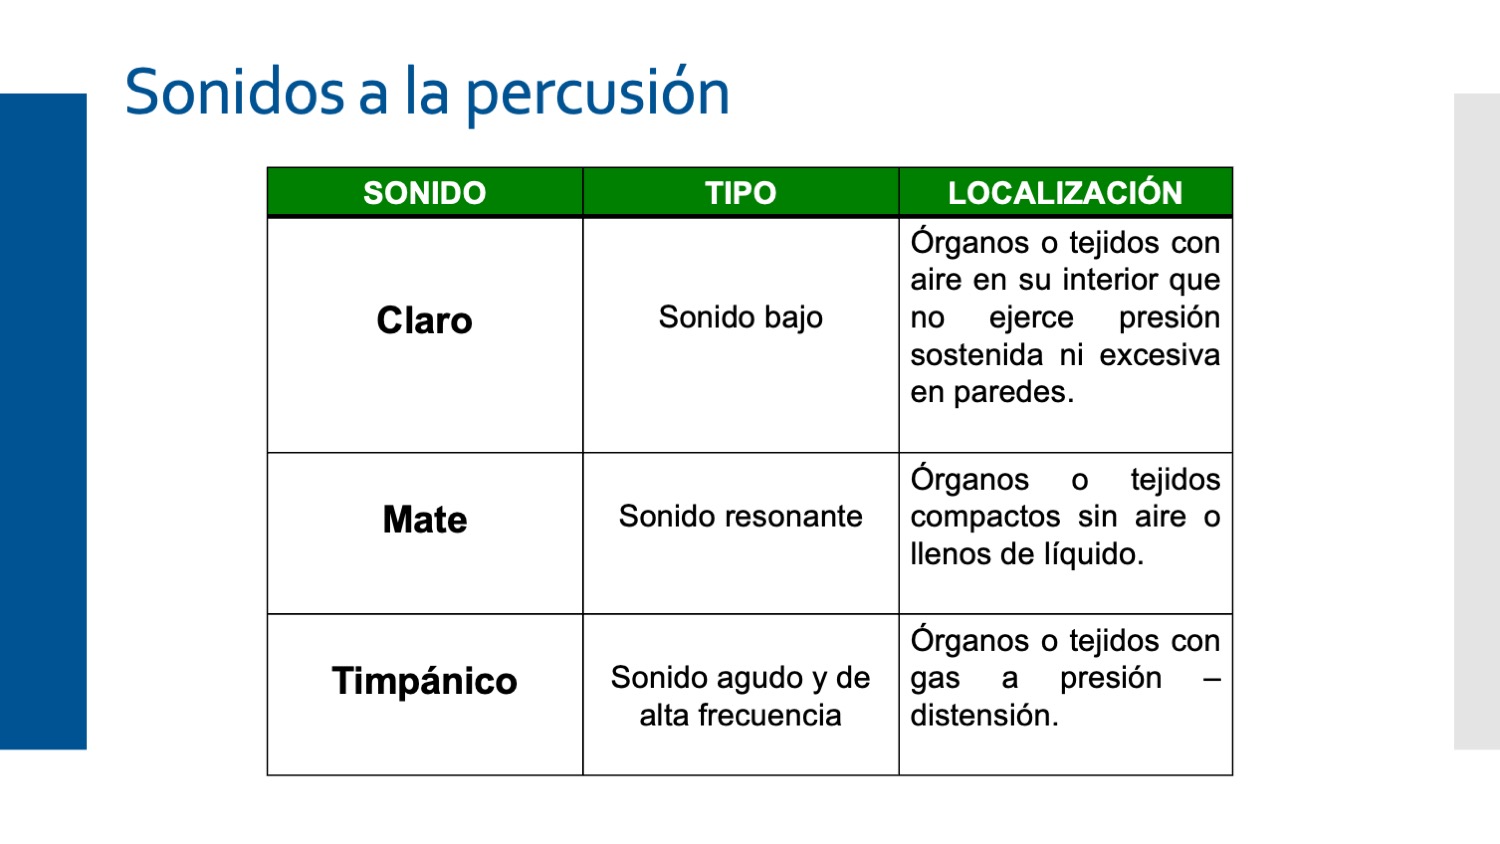 Sonidos a la percusión
SONIDO TIPO LOCALIZACIÓN
Claro
Sonido bajo
Órganos o tejidos con
aire en su interior que
no ejerce presión
sostenida ni excesiva
en paredes.
Mate
Sonido resonante
Órganos o tejidos
compactos sin aire o
llenos de líquido.
Timpánico
Sonido agudo y de
alta frecuencia
Órganos o tejidos con
gas a presión –
distensión.